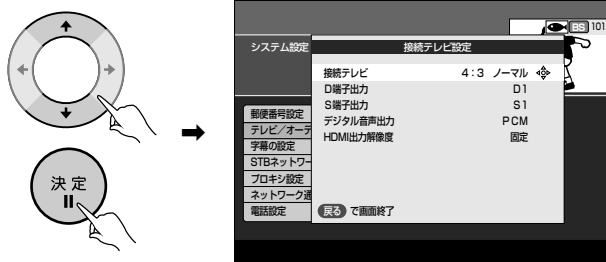 決定
BS 101
システム設定
接続テレビ設定
接続テレビ 4:3 ノーマル
D端子出力 D1
S端子出力 S1
デジタル音声出力 PCM
HDMI出力解像度 固定
郵便番号設定
テレビ/オーデ
字幕の設定
STBネットワー
プロキシ設定
ネットワーク通
電話設定
戻る で画面終了